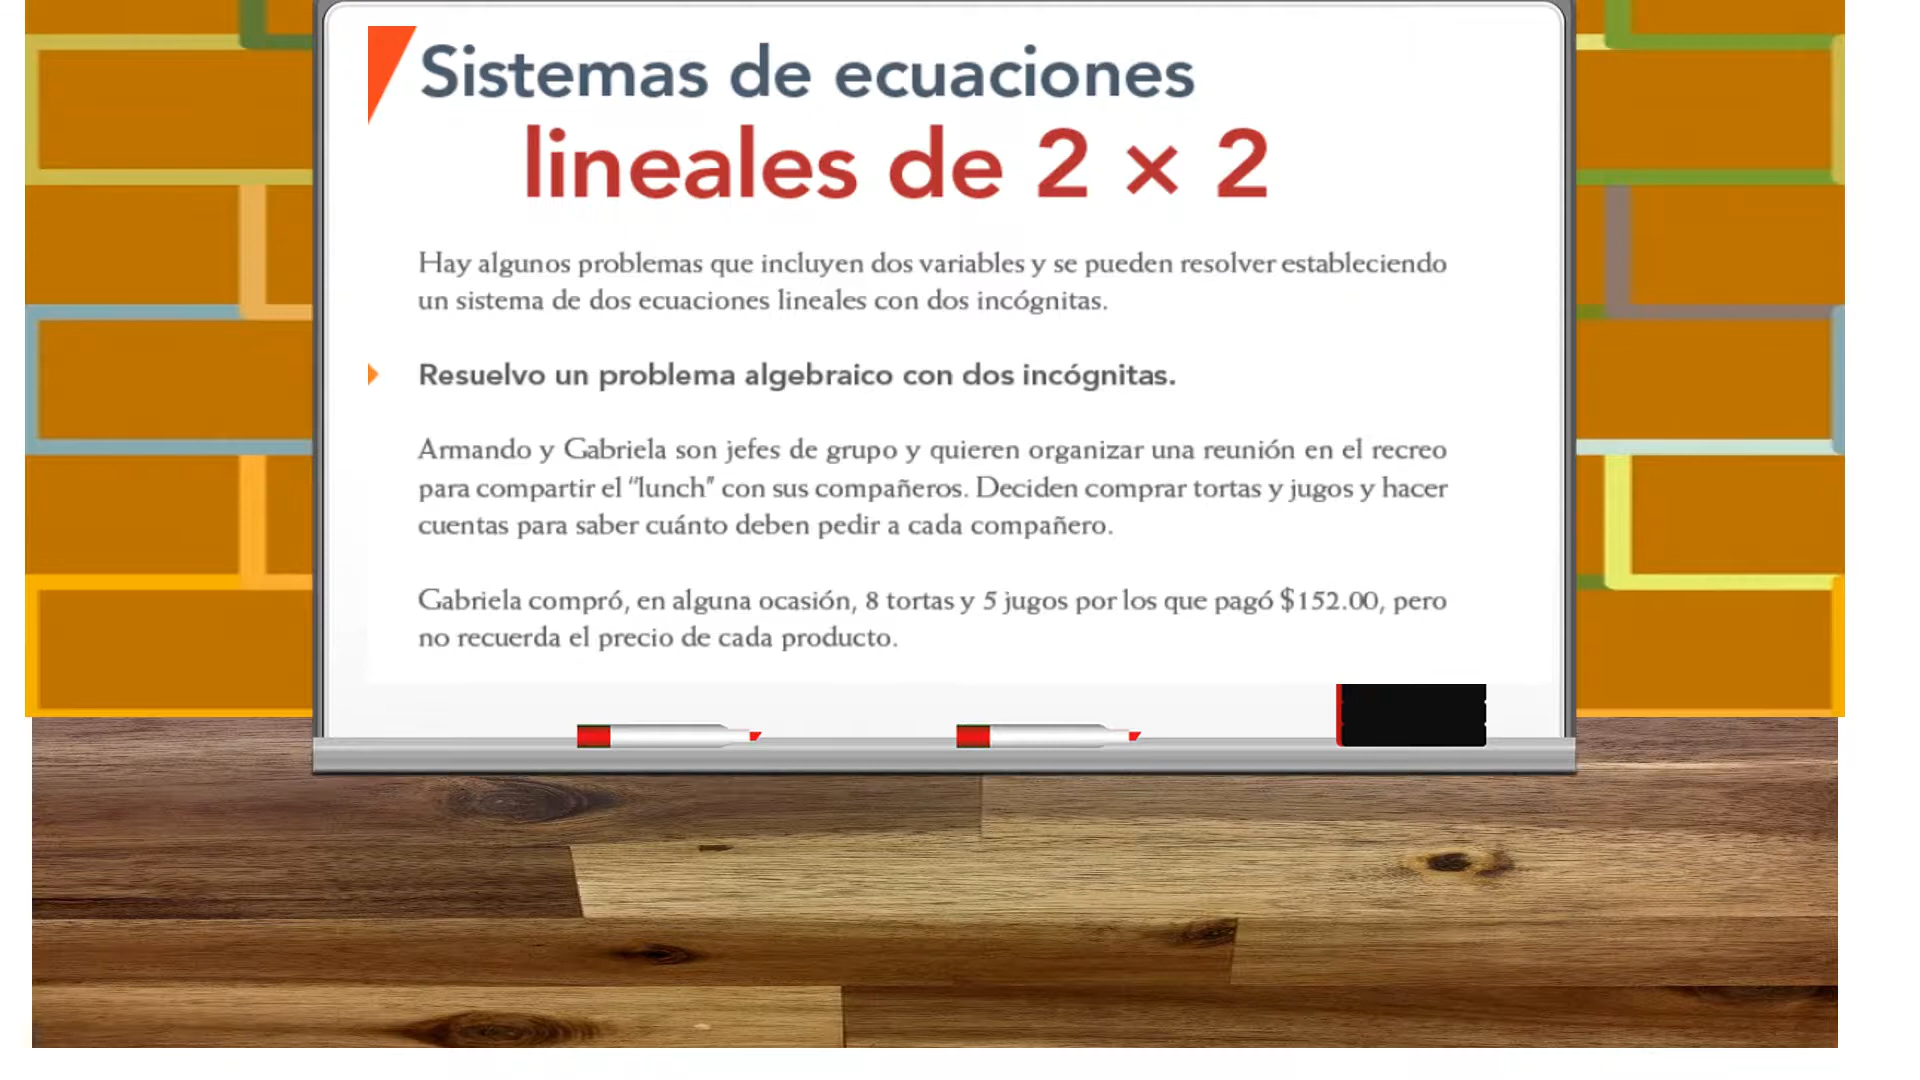 Sistemas de ecuaciones
lineales de 2 × 2
Hay algunos problemas que incluyen dos variables y se pueden resolver estableciendo
un sistema de dos ecuaciones lineales con dos incógnitas.
Resuelvo un problema algebraico con dos incógnitas.
Armando y Gabriela son jefes de grupo y quieren organizar una reunión en el recreo
para compartir el “lunch” con sus compañeros. Deciden comprar tortas y jugos y hacer
cuentas para saber cuánto deben pedir a cada compañero.
Gabriela compró, en alguna ocasión, 8 tortas y 5 jugos por los que pagó $152.00, pero
no recuerda el precio de cada producto.